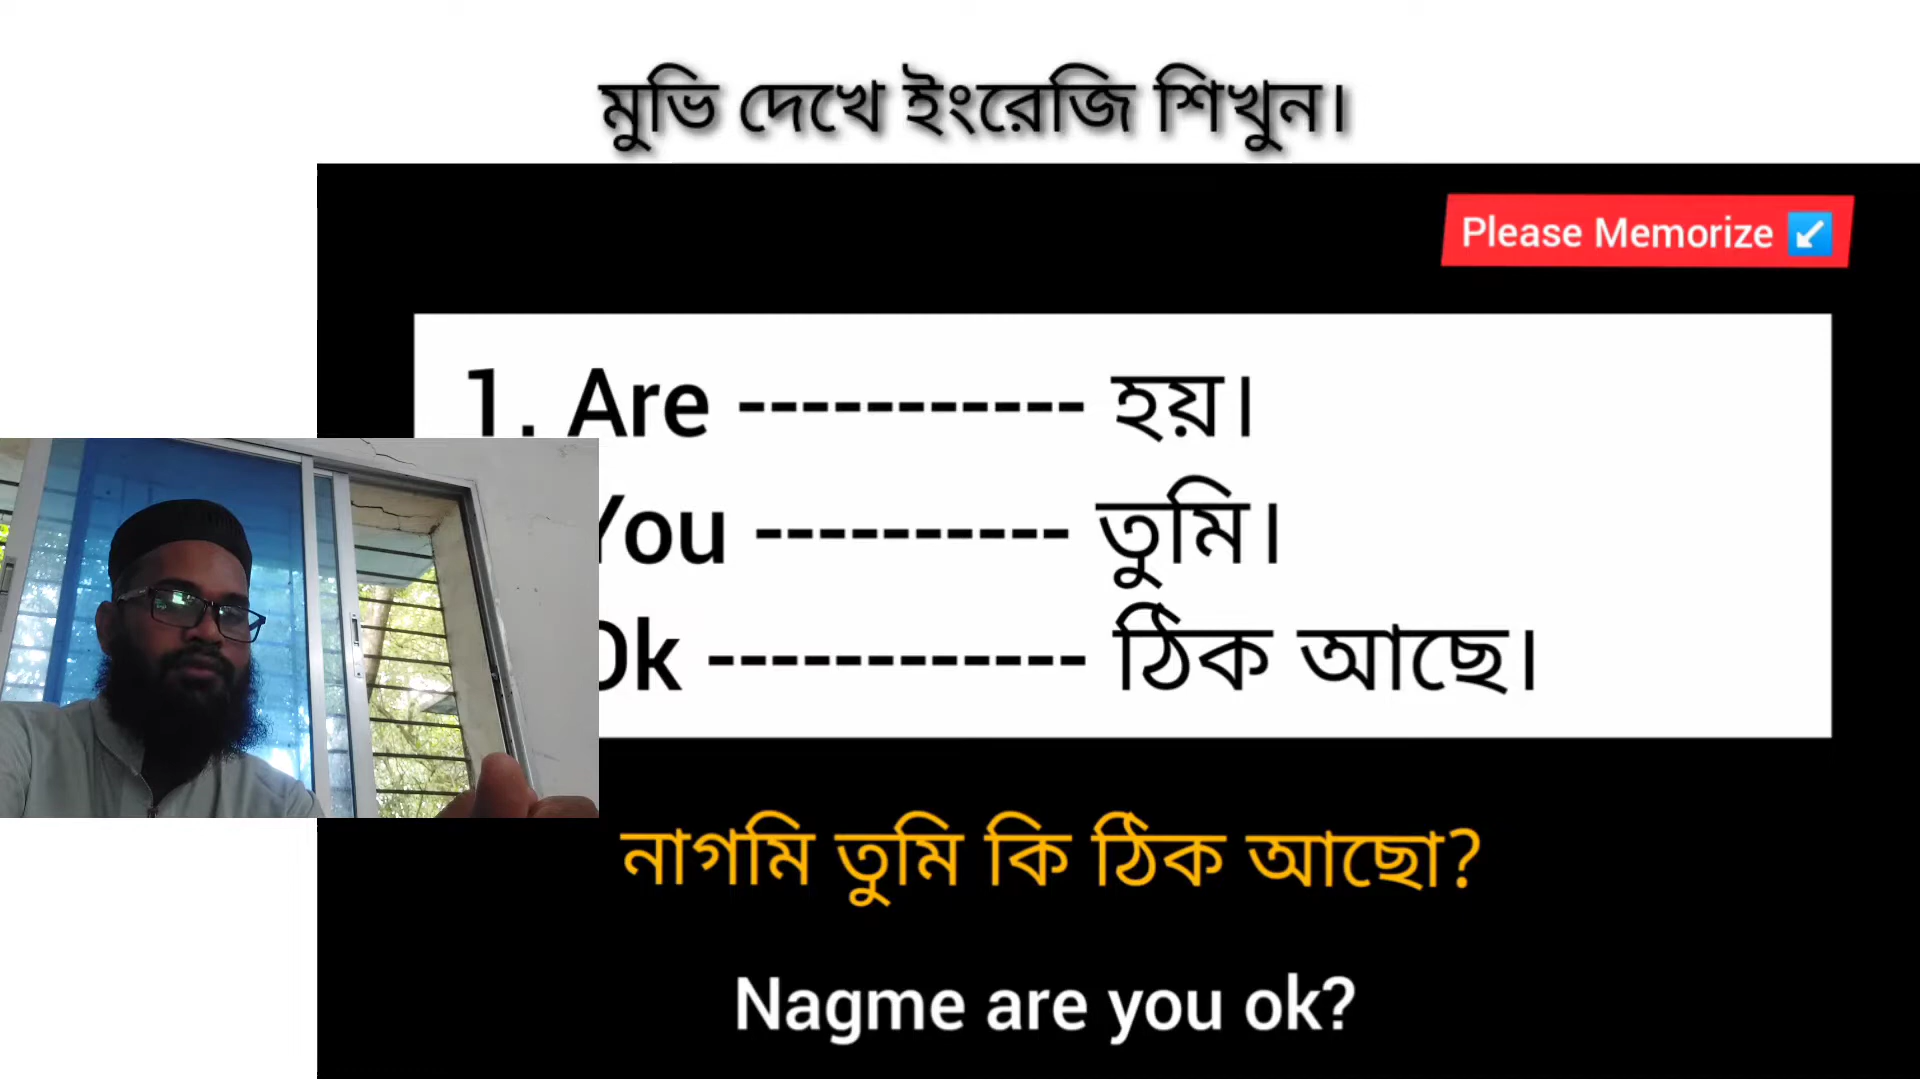 মুভি দেখে ইংরেজি শিখুন।
Please Memorize
1. Are ----------- হয়।
You ---------- তুমি।
Ok ------------ ঠিক আছে।
নাগমি তুমি কি ঠিক আছো?
Nagme are you ok?